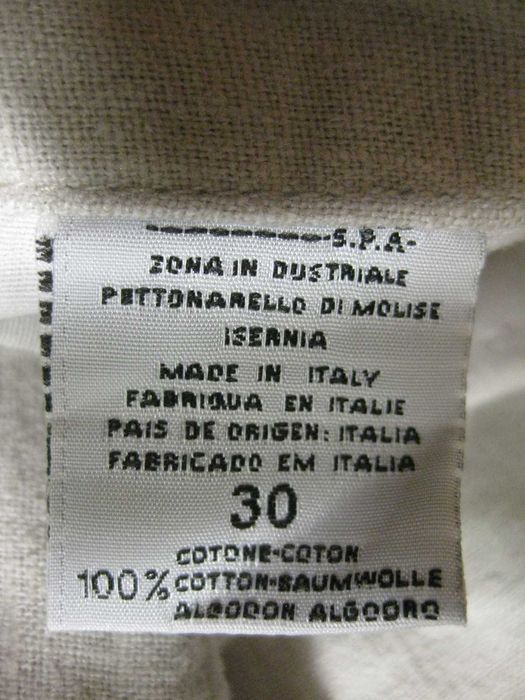 S.P.A-
ZONA IN DUSTRIALE
PETTONARELLO DI MOLISE
ISERNIA
MADE IN ITALY
FABRIQUA EN ITALIE
PAIS DE ORIGEN: ITALIA
FABRICADO EM ITALIA
30
COTONE-COTON
100% COTTON-BAUMWOLLE
ALGODON ALGODRO